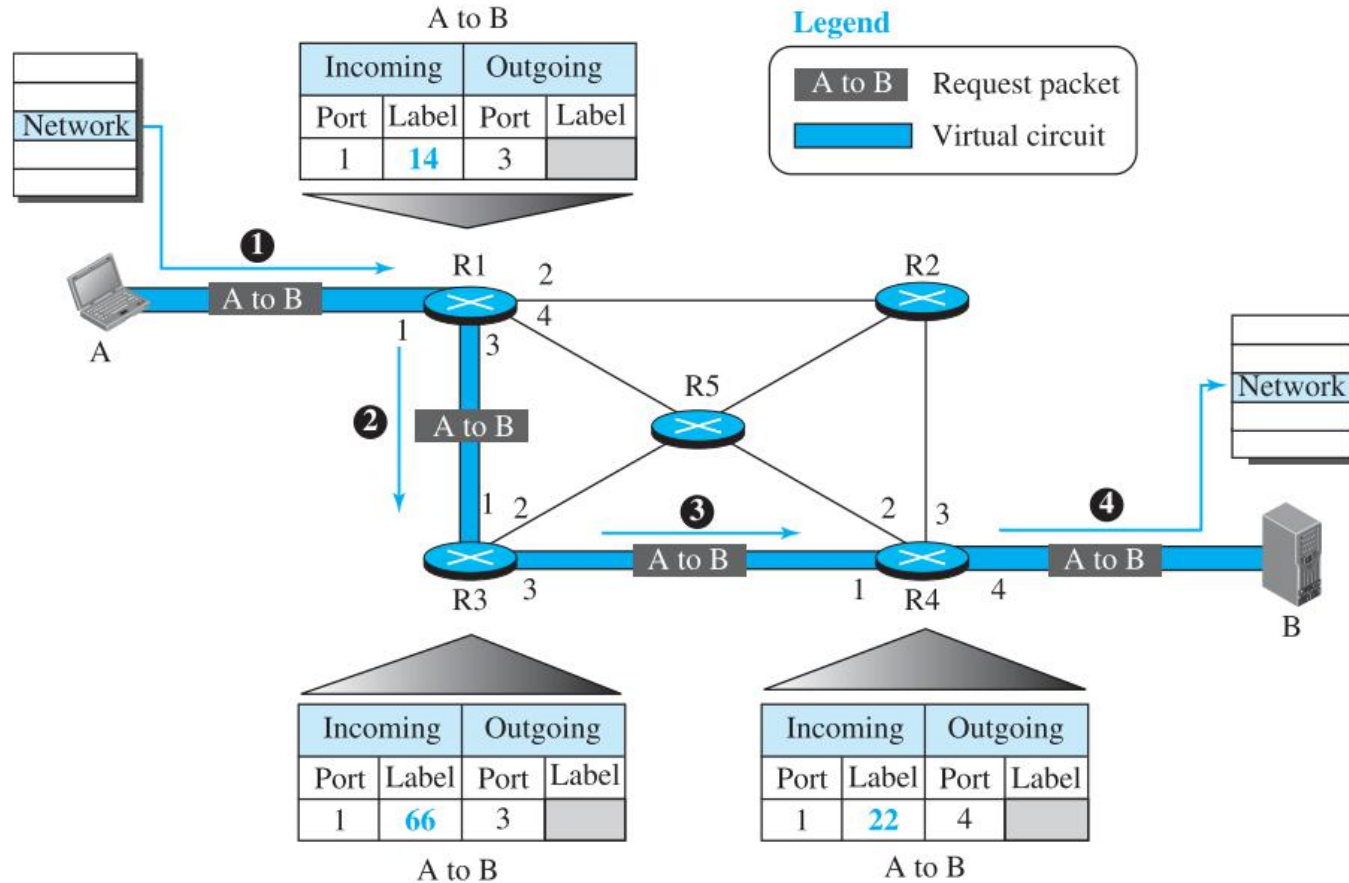 A to B
Incoming Outgoing
Port Label Port Label
1 14 3
Legend
A to B Request packet
Virtual circuit
Network
1
A to B
A
1
R1
2
4
3
R2
R5
2
A to B
1
2
R3
3
3
A to B
1
2
3
R4
4
4
A to B
Network
B
Incoming Outgoing
Port Label Port Label
1 66 3
A to B
Incoming Outgoing
Port Label Port Label
1 22 4
A to B